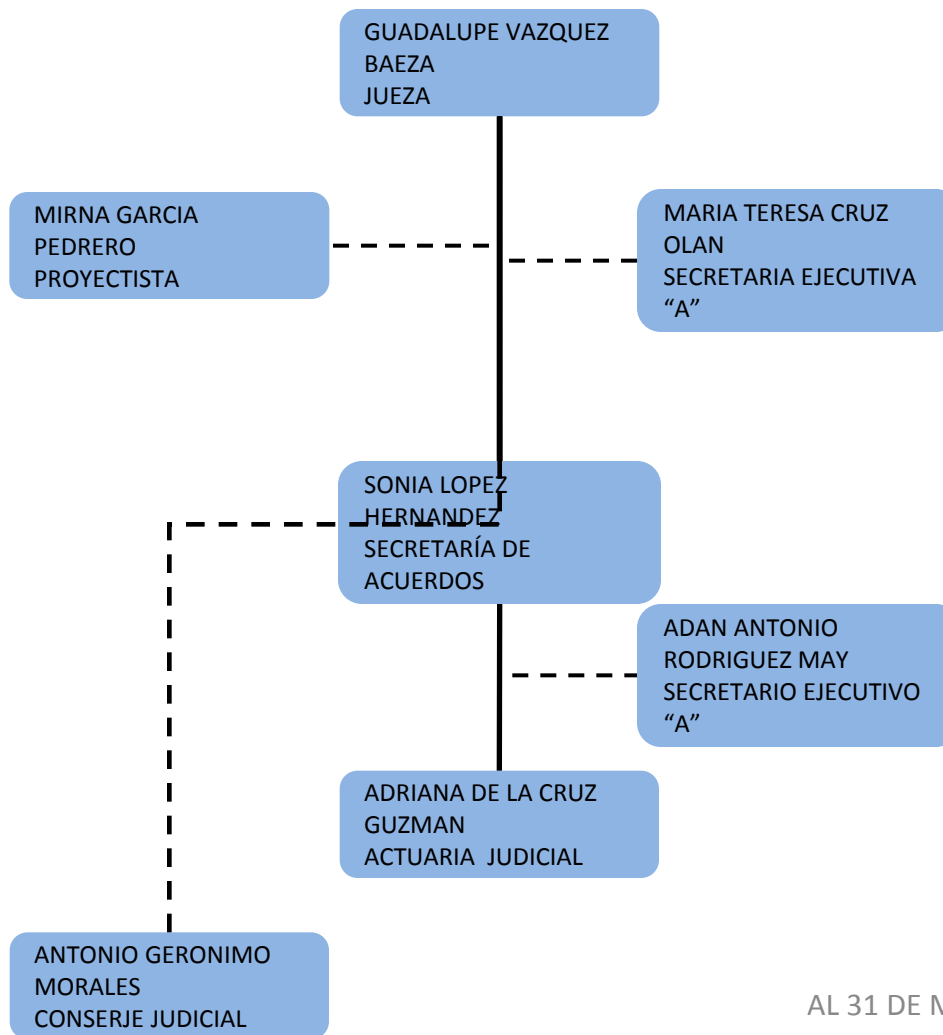 GUADALUPE VAZQUEZ
BAEZA
JUEZA
MIRNA GARCIA
PEDRERO
PROYECTISTA
MARIA TERESA CRUZ
OLAN
SECRETARIA EJECUTIVA
“A”
SONIA LOPEZ
HERNANDEZ
SECRETARÍA DE
ACUERDOS
ADAN ANTONIO
RODRIGUEZ MAY
SECRETARIO EJECUTIVO
“A”
ADRIANA DE LA CRUZ
GUZMAN
ACTUARIA JUDICIAL
ANTONIO GERONIMO
MORALES
CONSERJE JUDICIAL
AL 31 DE